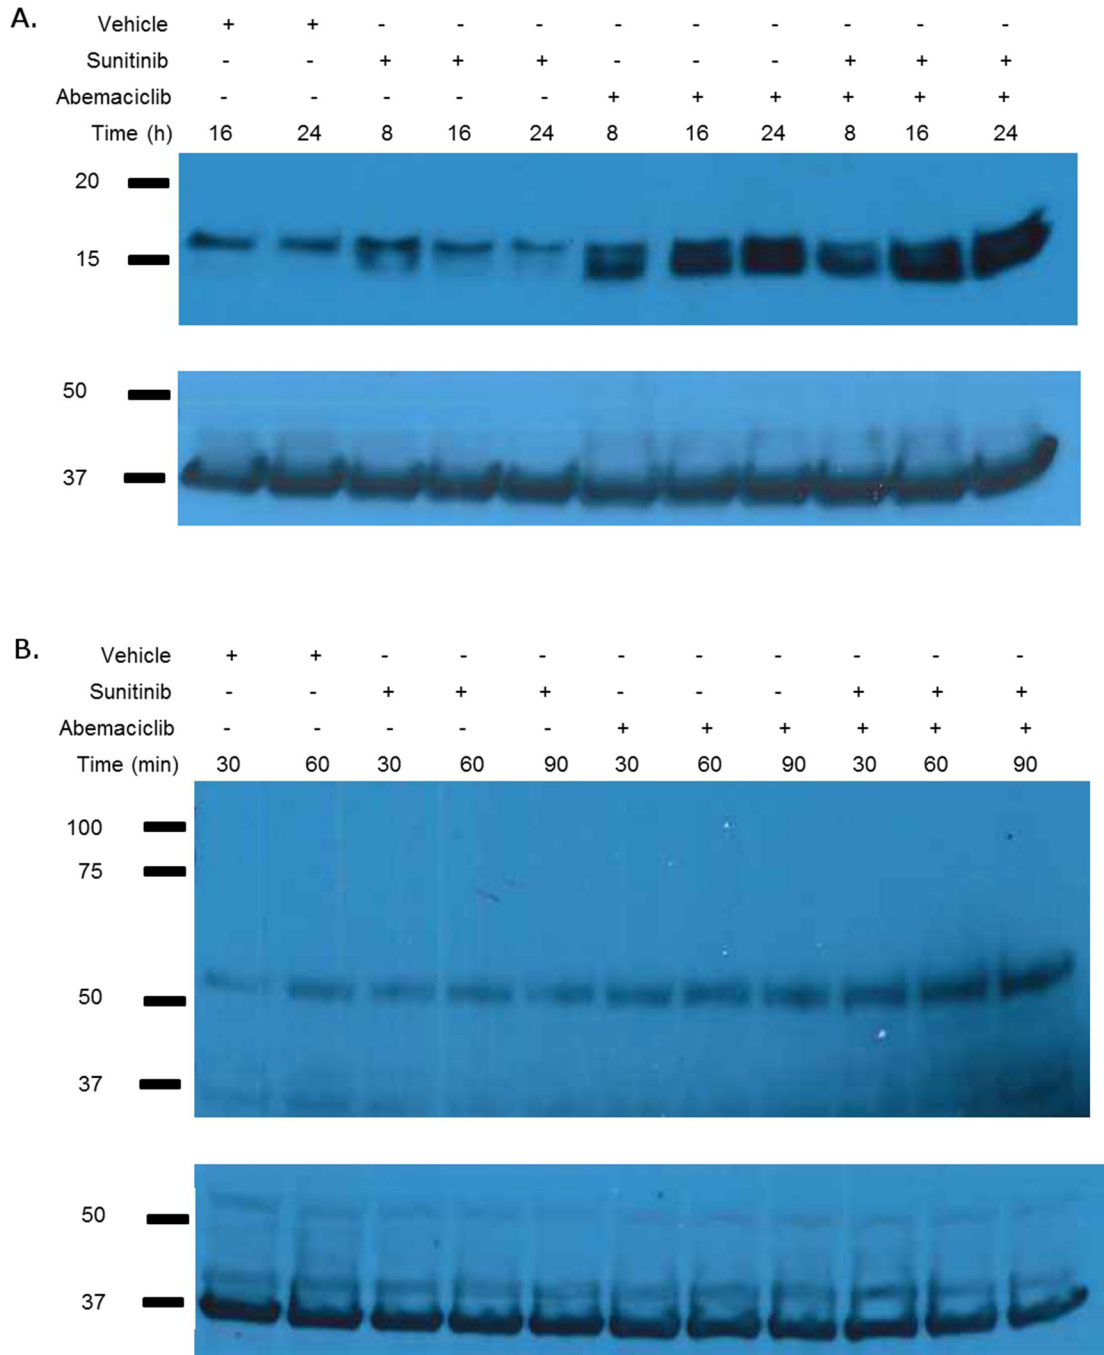 A.
Vehicle + + - - - - - - - - -
Sunitinib - - + + + - - - + + +
Abemaciclib - - - - - + + + + + +
Time (h) 16 24 8 16 24 8 16 24 8 16 24
20
15
50
37
B.
Vehicle + + - - - - - - - - -
Sunitinib - - + + + - - - + + +
Abemaciclib - - - - - + + + + + +
Time (min) 30 60 30 60 90 30 60 90 30 60 90
100
75
50
37
50
37